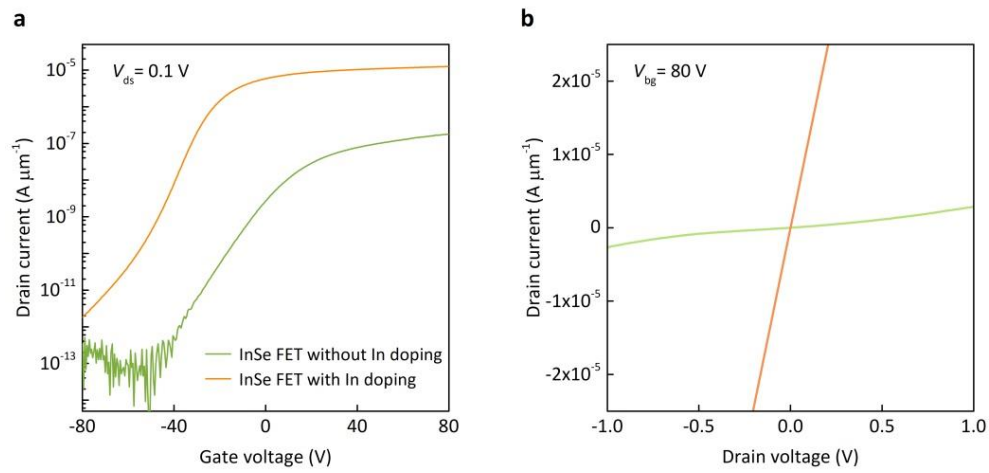 a
V_ds = 0.1 V
10⁻⁵
10⁻⁷
10⁻⁹
10⁻¹¹
10⁻¹³
Drain current (A μm⁻¹)
InSe FET without In doping
InSe FET with In doping
-80 -40 0 40 80
Gate voltage (V)
b
V_bg = 80 V
2x10⁻⁵
1x10⁻⁵
0
-1x10⁻⁵
-2x10⁻⁵
Drain current (A μm⁻¹)
-1.0 -0.5 0.0 0.5 1.0
Drain voltage (V)